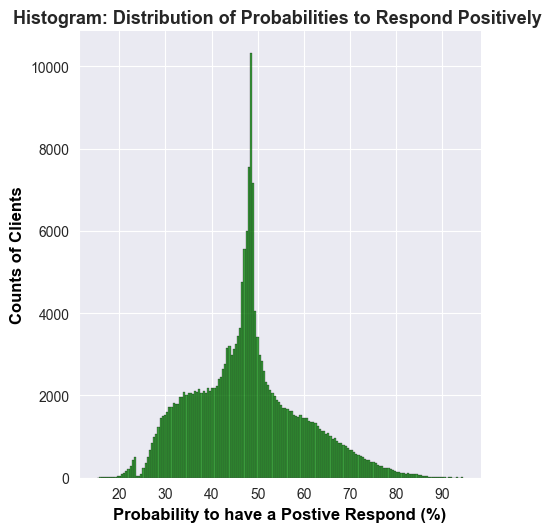 Histogram: Distribution of Probabilities to Respond Positively
10000
8000
6000
4000
2000
0
Counts of Clients
20 30 40 50 60 70 80 90
Probability to have a Postive Respond (%)